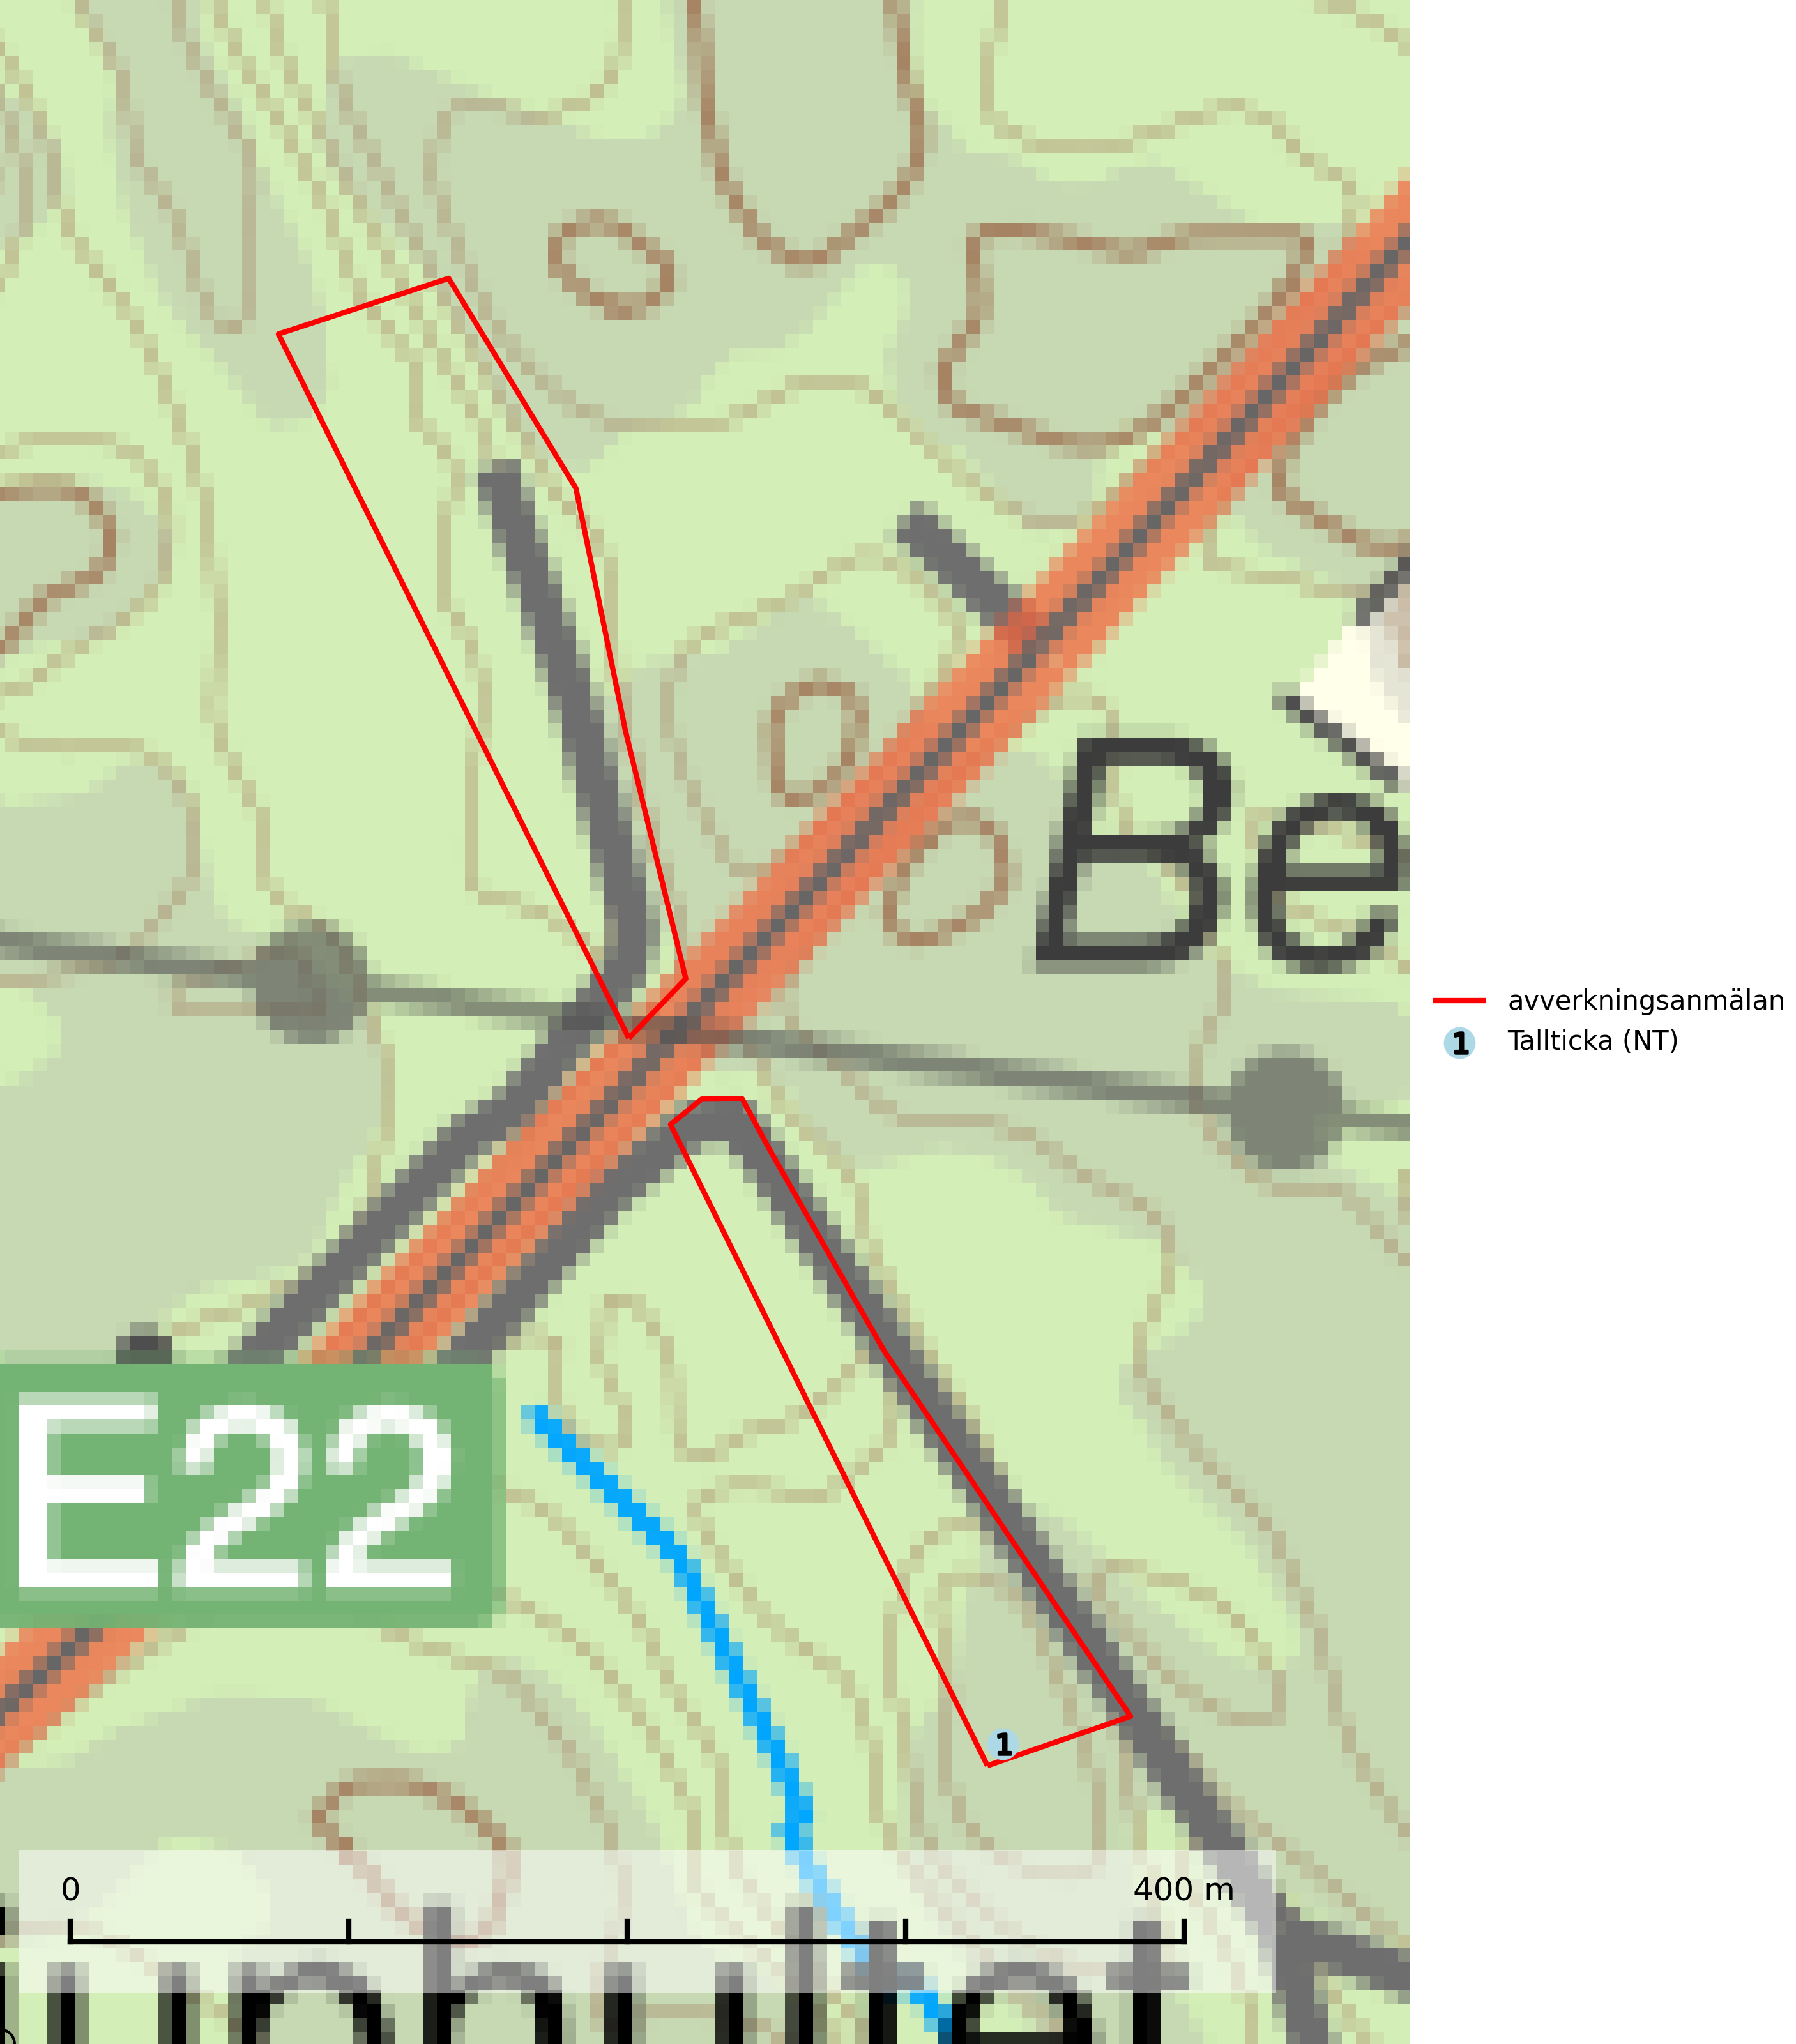 Be
avverkningsanmälan
1 Tallticka (NT)
E22
1
0 400 m